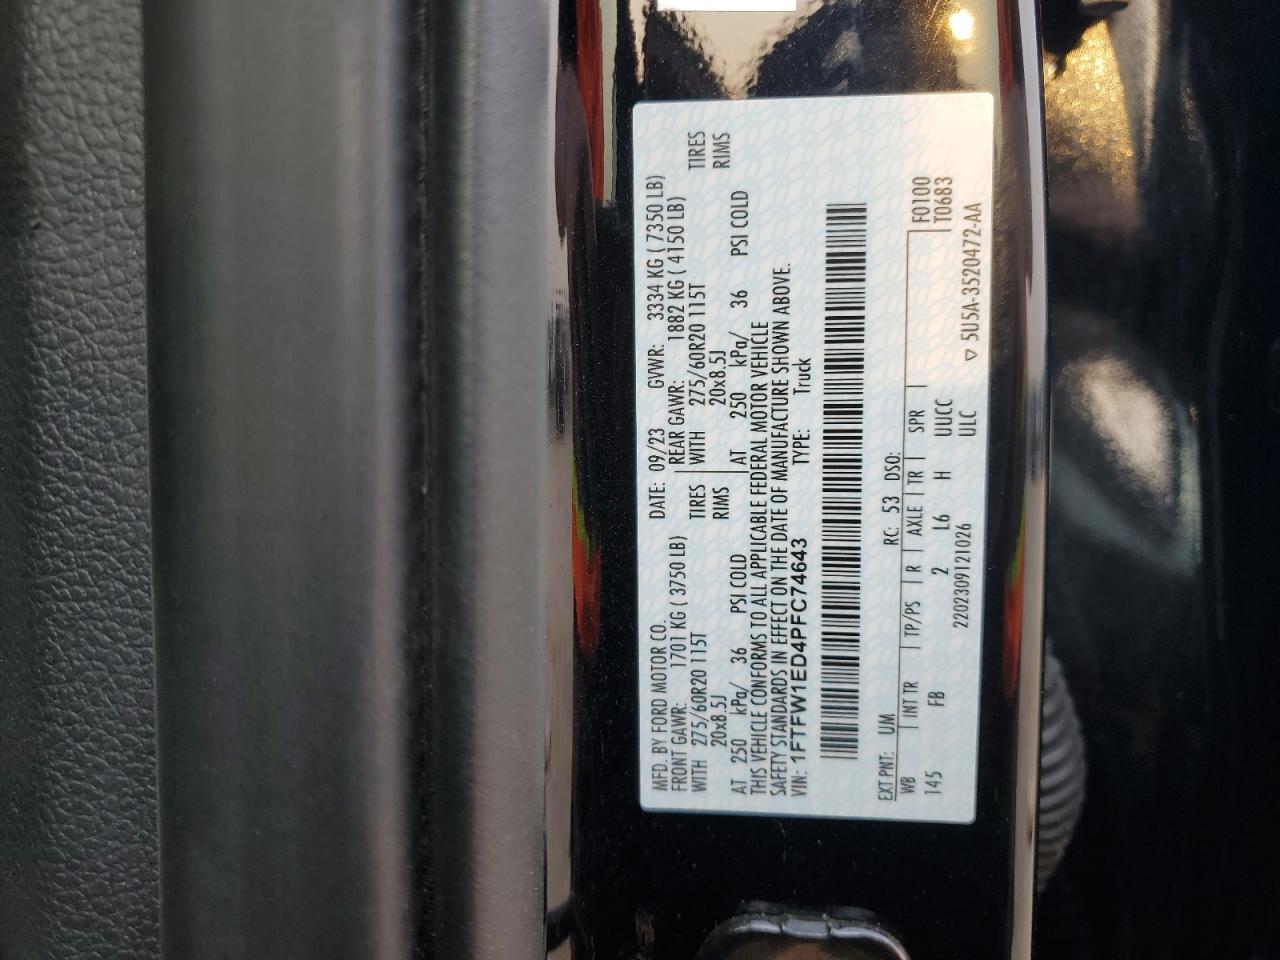 MFD. BY FORD MOTOR CO. DATE: 09/23 GVWR: 3334 KG ( 7350 LB)
FRONT GAWR: 1701 KG ( 3750 LB) REAR GAWR: 1882 KG ( 4150 LB)
WITH 275/60R20 115T TIRES WITH 275/60R20 115T TIRES
20x8.5J RIMS 20x8.5J RIMS
AT 250 kPa/ 36 PSI COLD AT 250 kPa/ 36 PSI COLD
THIS VEHICLE CONFORMS TO ALL APPLICABLE FEDERAL MOTOR VEHICLE
SAFETY STANDARDS IN EFFECT ON THE DATE OF MANUFACTURE SHOWN ABOVE.
VIN: 1FTFW1ED4PFC74643 TYPE: Truck
EXT PNT: UM RC: 53 DSO:
WB INT TR TP/PS R AXLE TR SPR F0100
145 FB 2 L6 H UUCC T0683
2202309121026 ULC
▽ 5U5A-3520472-AA